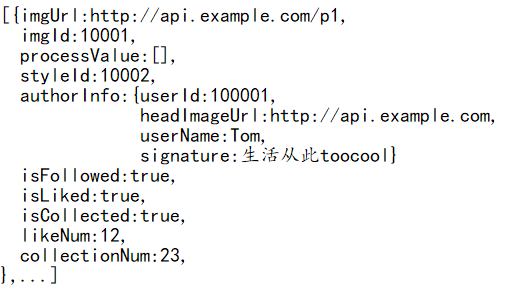 [{imgUrl:http://api.example.com/p1,
imgId:10001,
processValue:[],
styleId:10002,
authorInfo:{userId:100001,
headImageUrl:http://api.example.com,
userName:Tom,
signature:生活从此toocool}
isFollowed:true,
isLiked:true,
isCollected:true,
likeNum:12,
collectionNum:23,
},...]